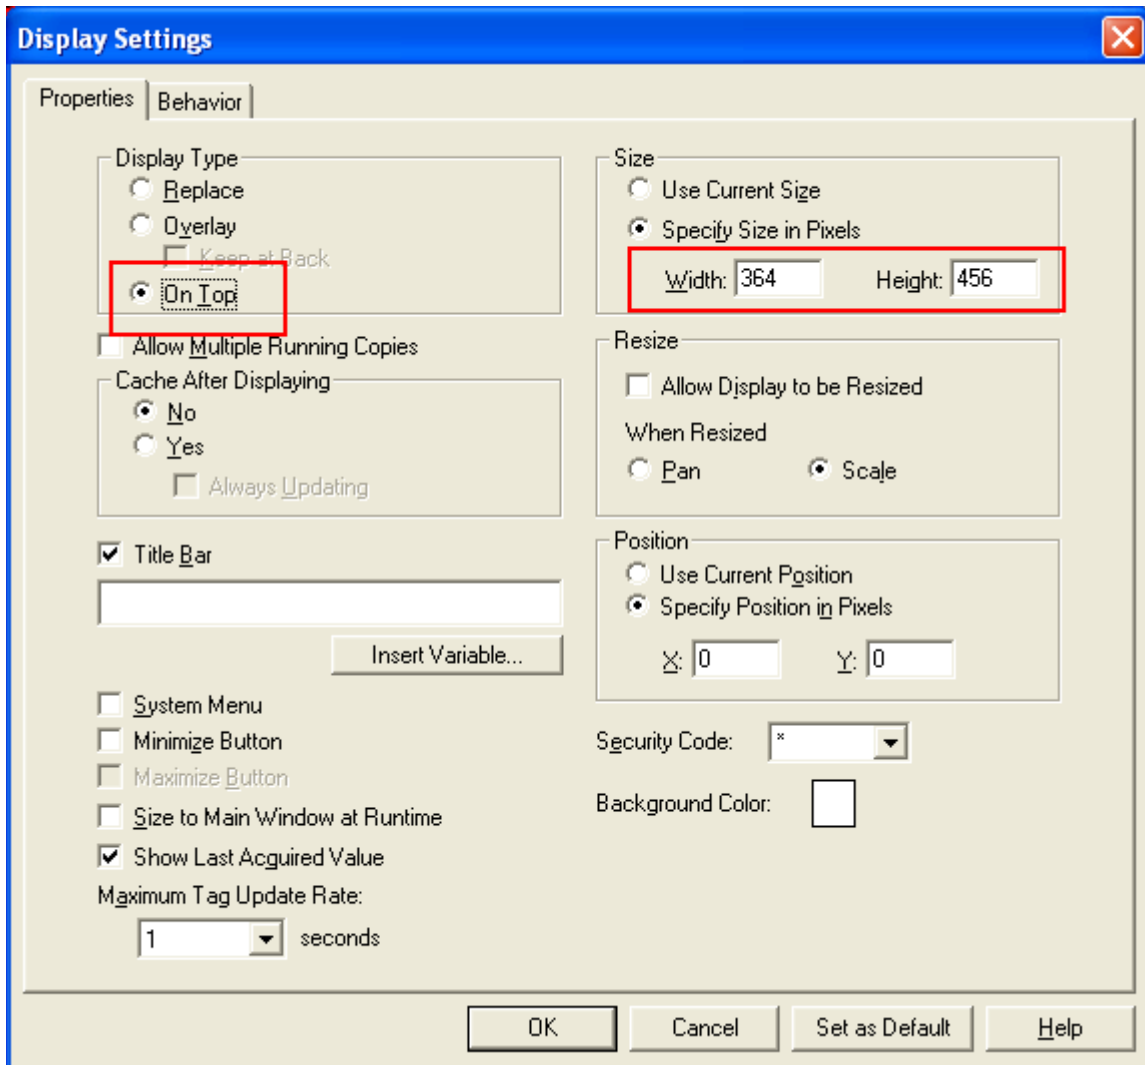 Display Settings
Properties
Behavior
Display Type
Replace
Overlay
Keep at Back
On Top
Allow Multiple Running Copies
Cache After Displaying
No
Yes
Always Updating
Title Bar
Insert Variable...
System Menu
Minimize Button
Maximize Button
Size to Main Window at Runtime
Show Last Acquired Value
Maximum Tag Update Rate:
1 seconds
Size
Use Current Size
Specify Size in Pixels
Width: 364 Height: 456
Resize
Allow Display to be Resized
When Resized
Pan Scale
Position
Use Current Position
Specify Position in Pixels
X: 0 Y: 0
Security Code: *
Background Color:
OK Cancel Set as Default Help